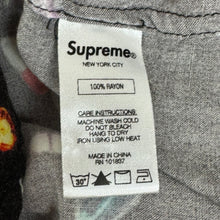 Supreme®
NEW YORK CITY
100% RAYON
CARE INSTRUCTIONS:
MACHINE WASH COLD
DO NOT BLEACH
HANG TO DRY
IRON USING LOW HEAT
MADE IN CHINA
RN 101837
30°